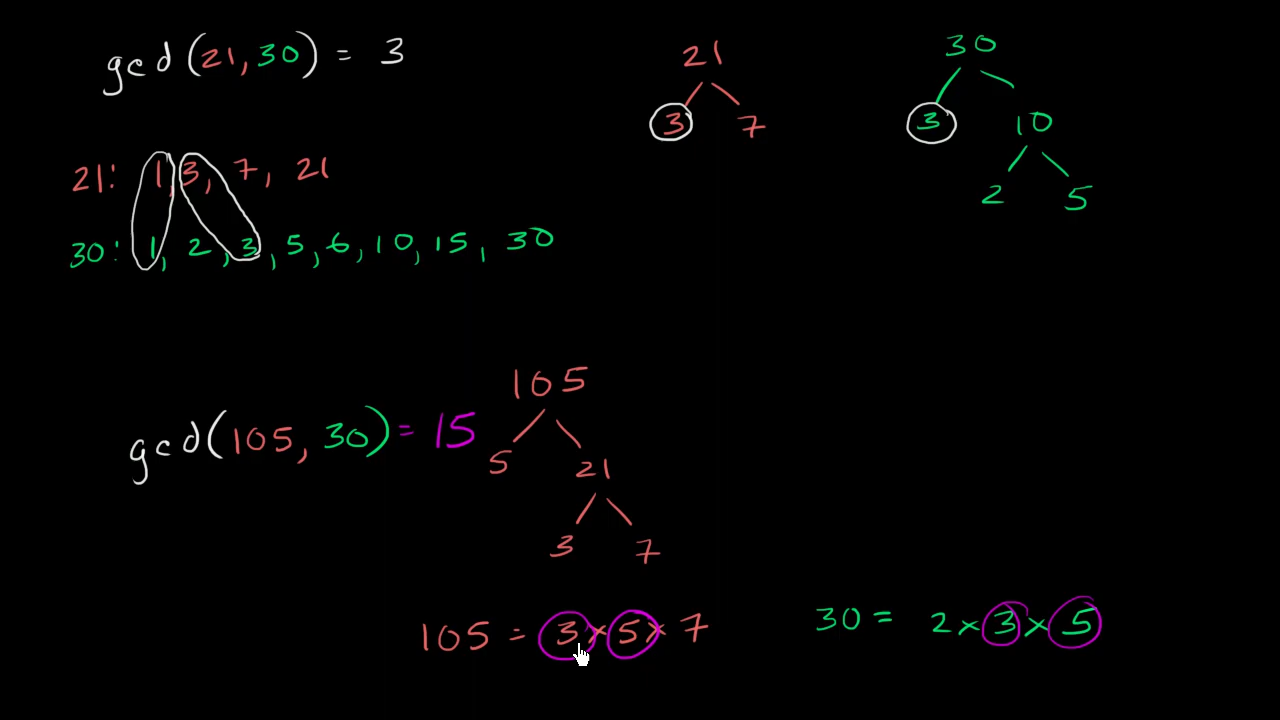 gcd(21,30) = 3
21: 1, 3, 7, 21
30: 1, 2, 3, 5, 6, 10, 15, 30
21
3 7
30
3 10
2 5
gcd(105, 30) = 15
105
5 21
3 7
105 = 3 × 5 × 7
30 = 2 × 3 × 5